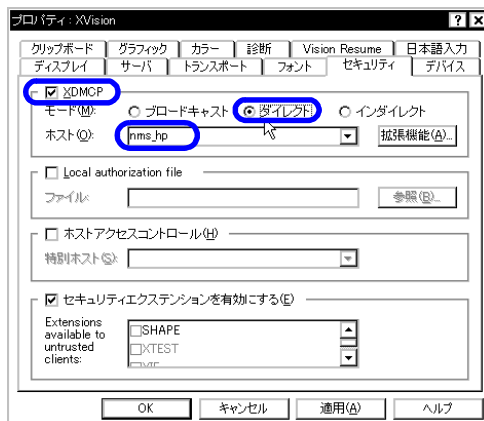 プロパティ : XVision
クリップボード グラフィック カラー 診断 Vision Resume 日本語入力
ディスプレイ サーバ トランスポート フォント セキュリティ デバイス
XDMCP
モード(M): ブロードキャスト ダイレクト インダイレクト
ホスト(O): nms_hp 拡張機能(A)...
Local authorization file
ファイル: 参照(B)...
ホストアクセスコントロール(H)
特別ホスト(S):
セキュリティエクステンションを有効にする(E)
Extensions available to untrusted clients:
SHAPE
XTEST
OK キャンセル 適用(A) ヘルプ